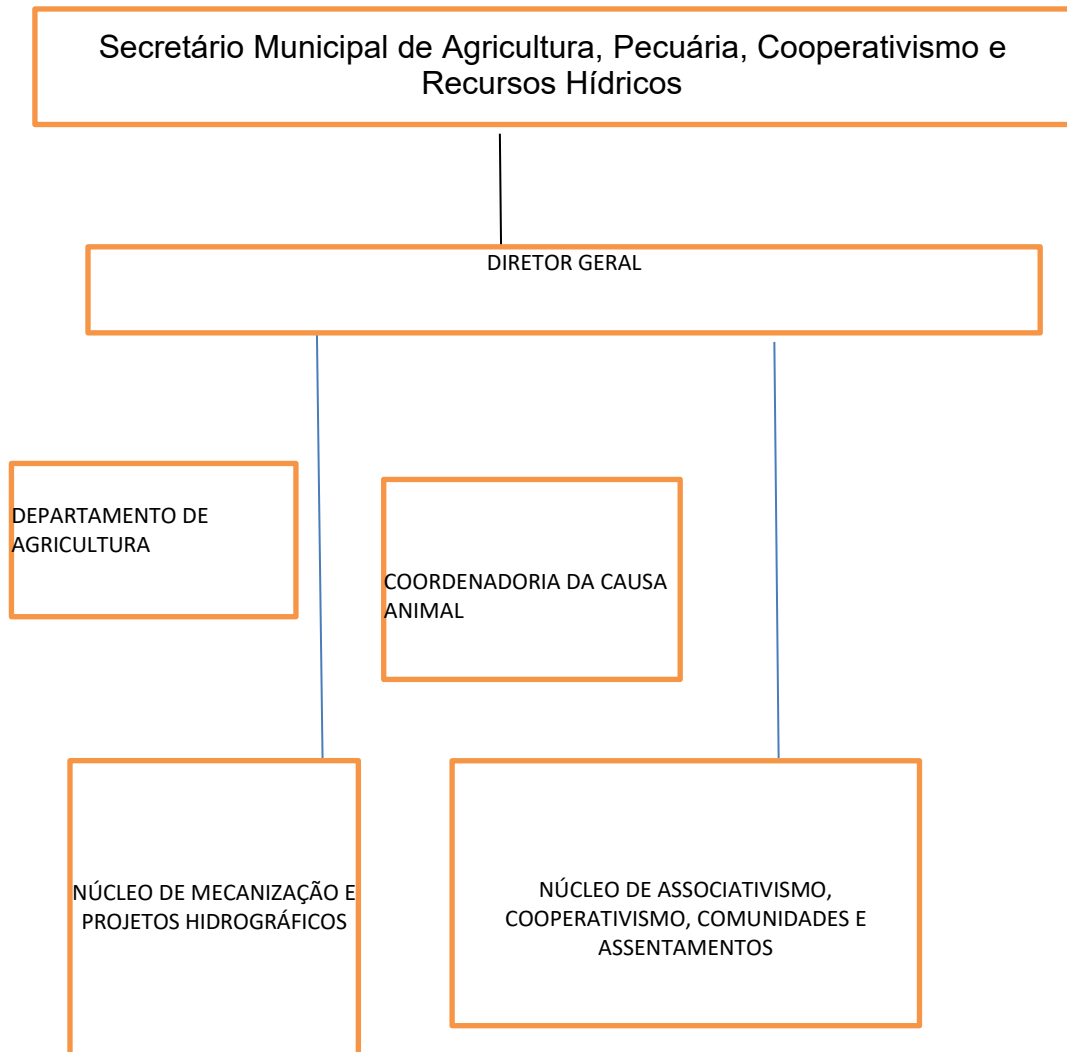 Secretário Municipal de Agricultura, Pecuária, Cooperativismo e
Recursos Hídricos
DIRETOR GERAL
DEPARTAMENTO DE
AGRICULTURA
COORDENADORIA DA CAUSA
ANIMAL
NÚCLEO DE MECANIZAÇÃO E
PROJETOS HIDROGRÁFICOS
NÚCLEO DE ASSOCIATIVISMO,
COOPERATIVISMO, COMUNIDADES E
ASSENTAMENTOS